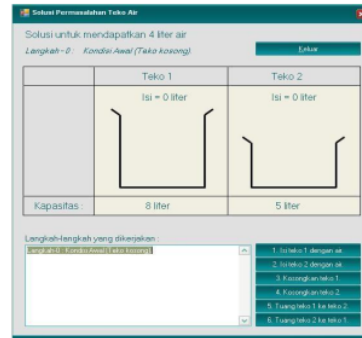 Solusi Permasalahan Teko Air
Solusi untuk mendapatkan 4 liter air
Langkah-0 : Kondisi Awal (Teko kosong).
Keluar
Teko 1
Teko 2
Isi = 0 liter
Isi = 0 liter
Kapasitas :
8 liter
5 liter
Langkah-langkah yang dikerjakan :
Langkah-0 : Kondisi Awal (Teko kosong).
1. Isi teko 1 dengan air.
2. Isi teko 2 dengan air.
3. Kosongkan teko 1.
4. Kosongkan teko 2.
5. Tuang teko 1 ke teko 2.
6. Tuang teko 2 ke teko 1.